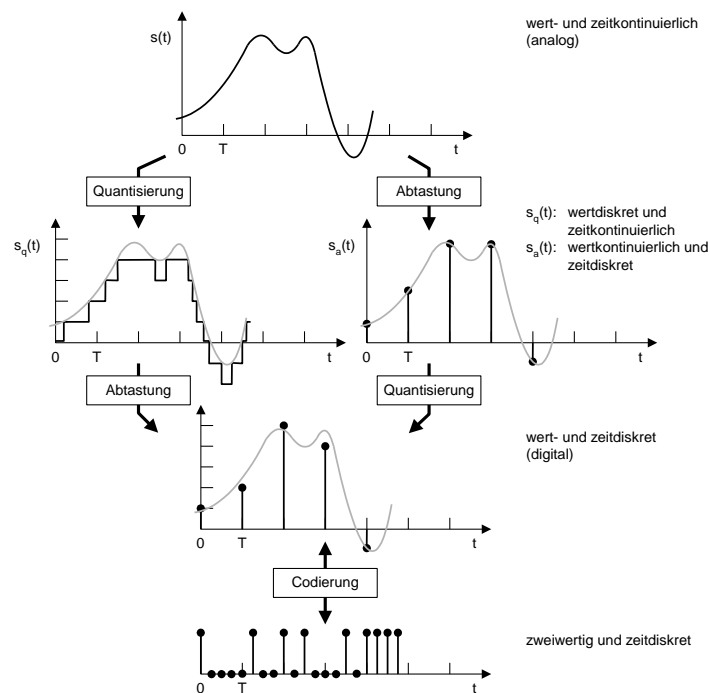 s(t)
wert- und zeitkontinuierlich
(analog)
0 T t
Quantisierung
Abtastung
s_q(t)
s_a(t)
s_q(t): wertdiskret und
zeitkontinuierlich
s_a(t): wertkontinuierlich und
zeitdiskret
0 T t
0 T t
Abtastung
Quantisierung
wert- und zeitdiskret
(digital)
0 T t
Codierung
zweiwertig und zeitdiskret
0 T t